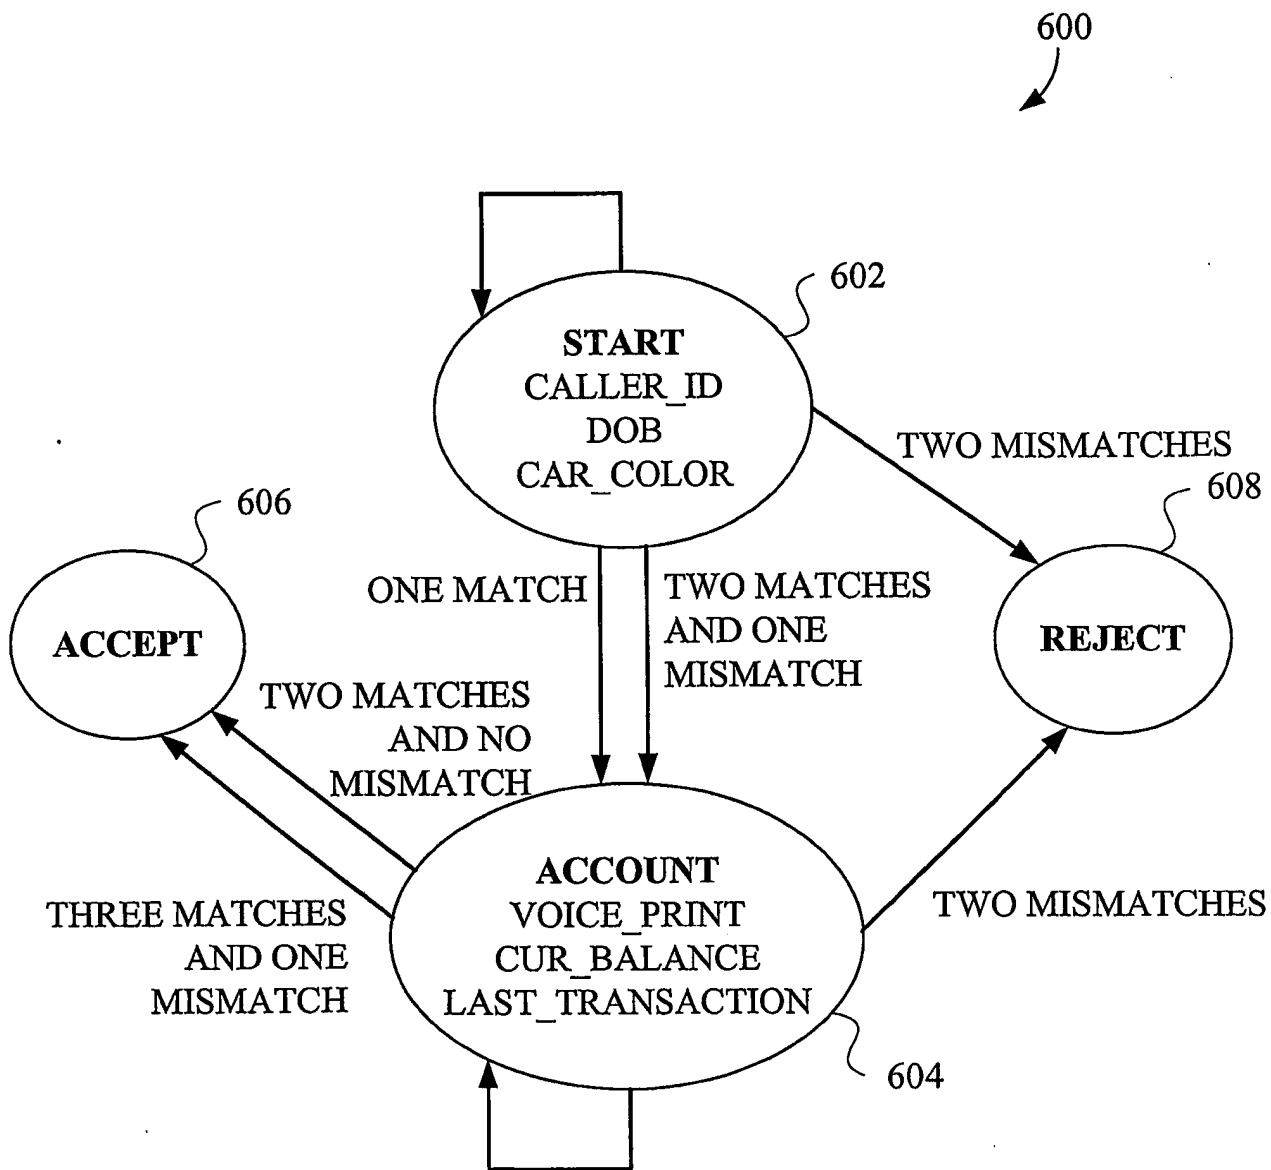 600
602
START
CALLER_ID
DOB
CAR_COLOR
TWO MISMATCHES
608
606
ONE MATCH
TWO MATCHES
AND ONE
MISMATCH
ACCEPT
REJECT
TWO MATCHES
AND NO
MISMATCH
ACCOUNT
VOICE_PRINT
CUR_BALANCE
LAST_TRANSACTION
THREE MATCHES
AND ONE
MISMATCH
TWO MISMATCHES
604